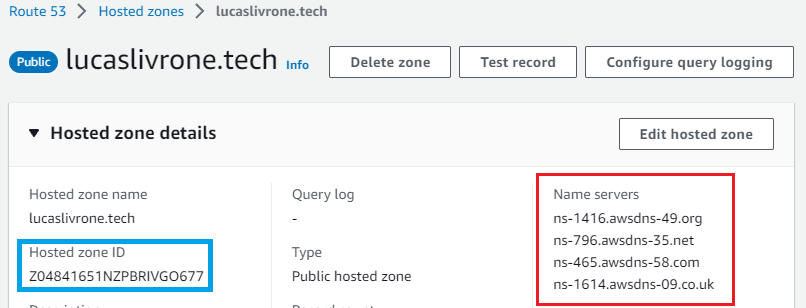 Route 53 > Hosted zones > lucaslivrone.tech
Public lucaslivrone.tech Info Delete zone Test record Configure query logging
▼ Hosted zone details Edit hosted zone
Hosted zone name
lucaslivrone.tech
Hosted zone ID
Z04841651NZPBRIVGO677
Query log
-
Type
Public hosted zone
Name servers
ns-1416.awsdns-49.org
ns-796.awsdns-35.net
ns-465.awsdns-58.com
ns-1614.awsdns-09.co.uk